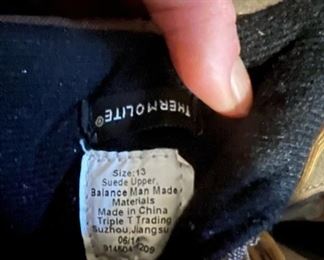 THERMOLITE®
Size:13
Suede Upper,
Balance Man Made
Materials
Made in China
Triple T Trading
Suzhou,Jiangsu
06/14